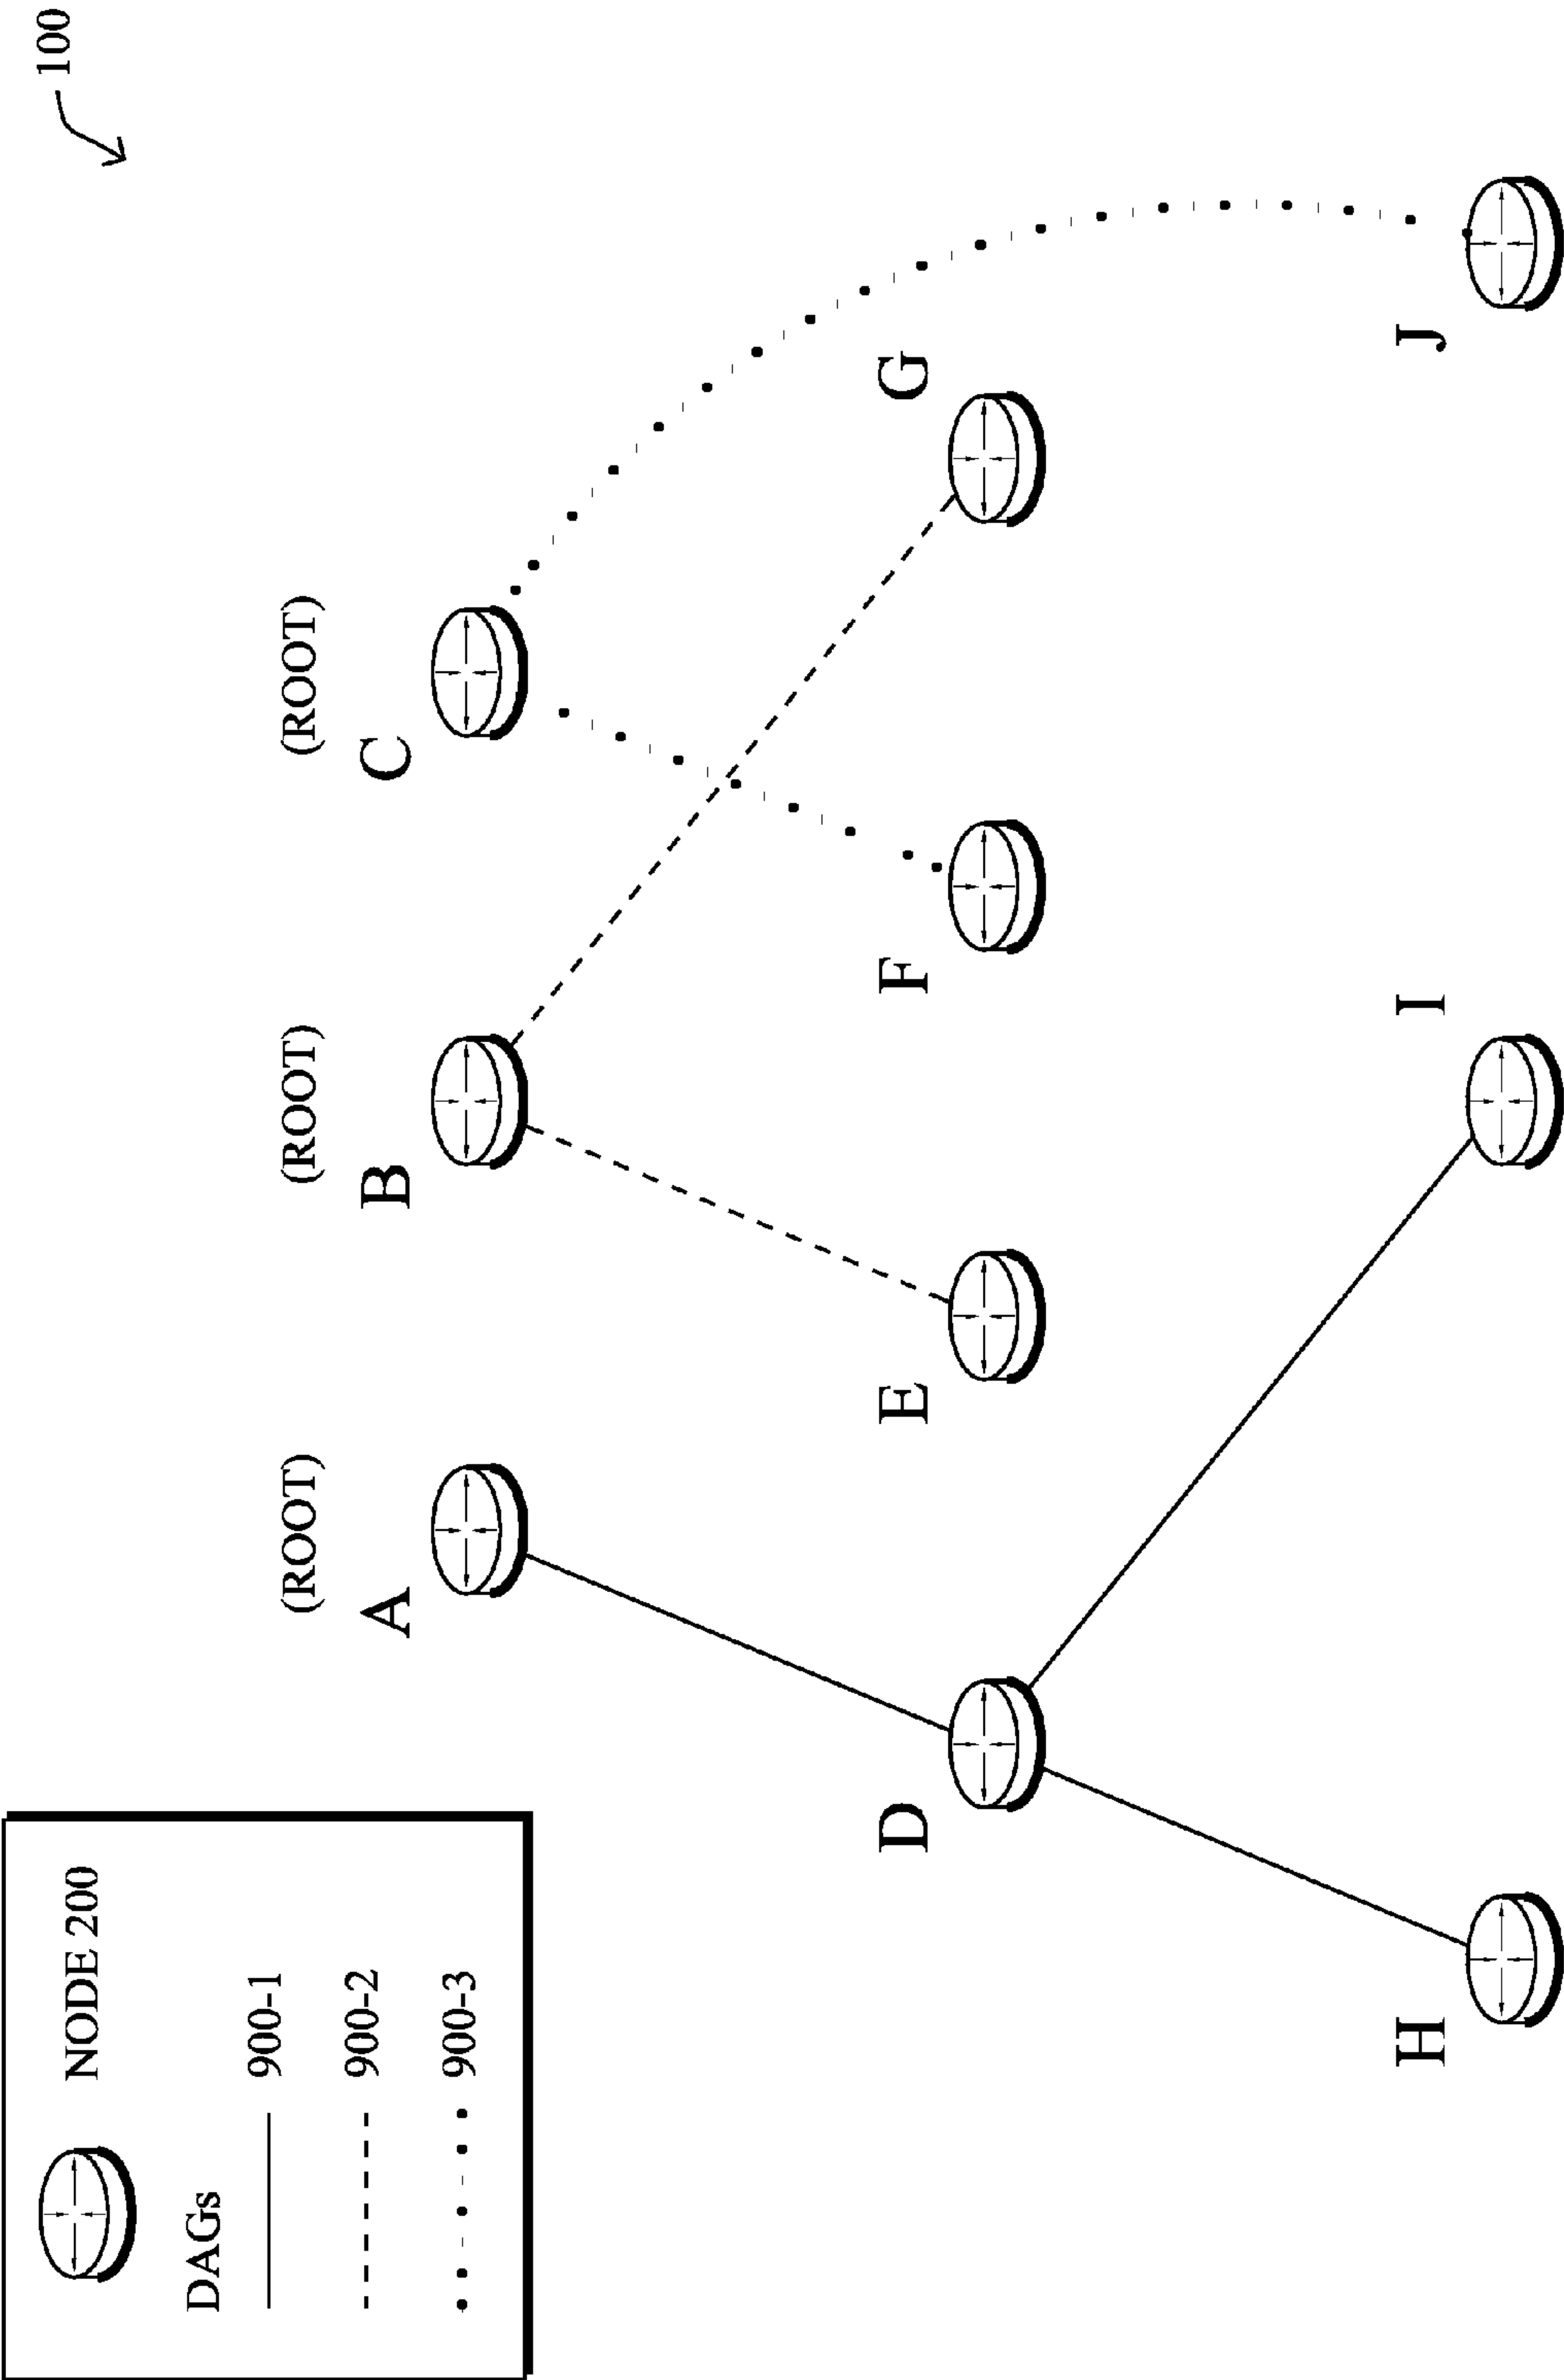 100
NODE 200
DAGs
900-1
900-2
900-3
(ROOT)
(ROOT)
(ROOT)
A
B
C
D
E
F
G
H
I
J